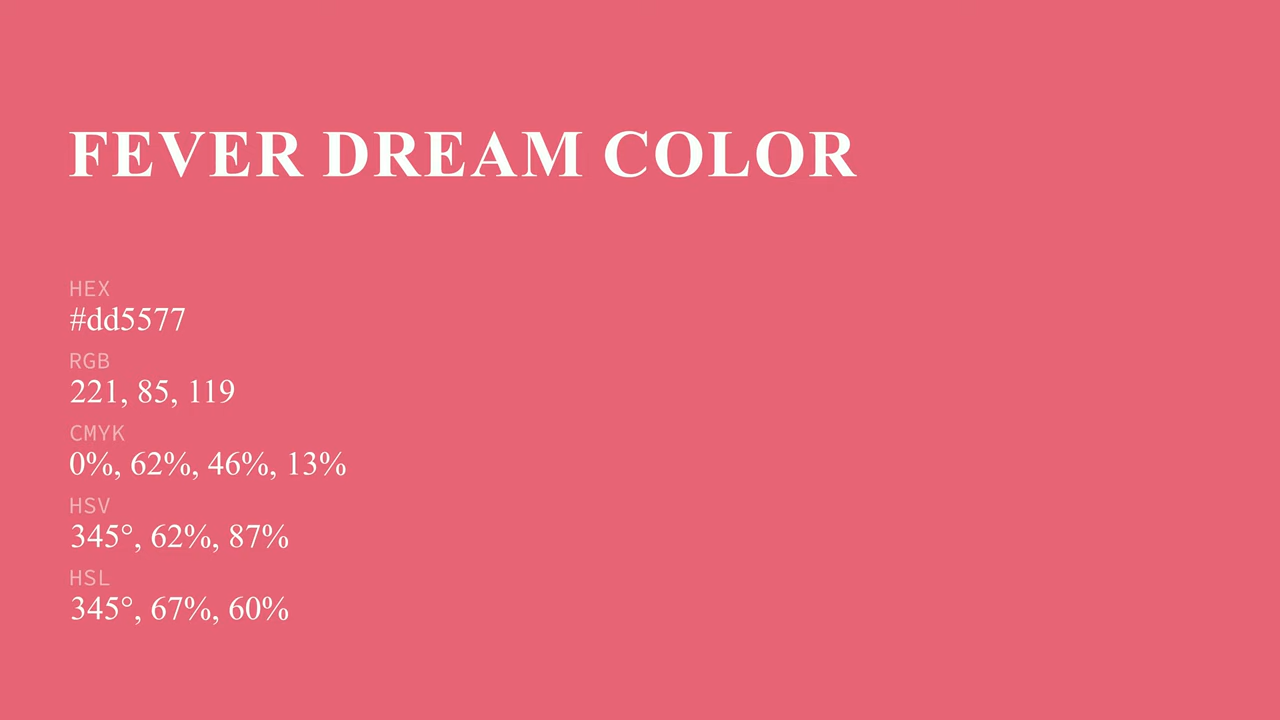 FEVER DREAM COLOR
HEX
#dd5577
RGB
221, 85, 119
CMYK
0%, 62%, 46%, 13%
HSV
345°, 62%, 87%
HSL
345°, 67%, 60%